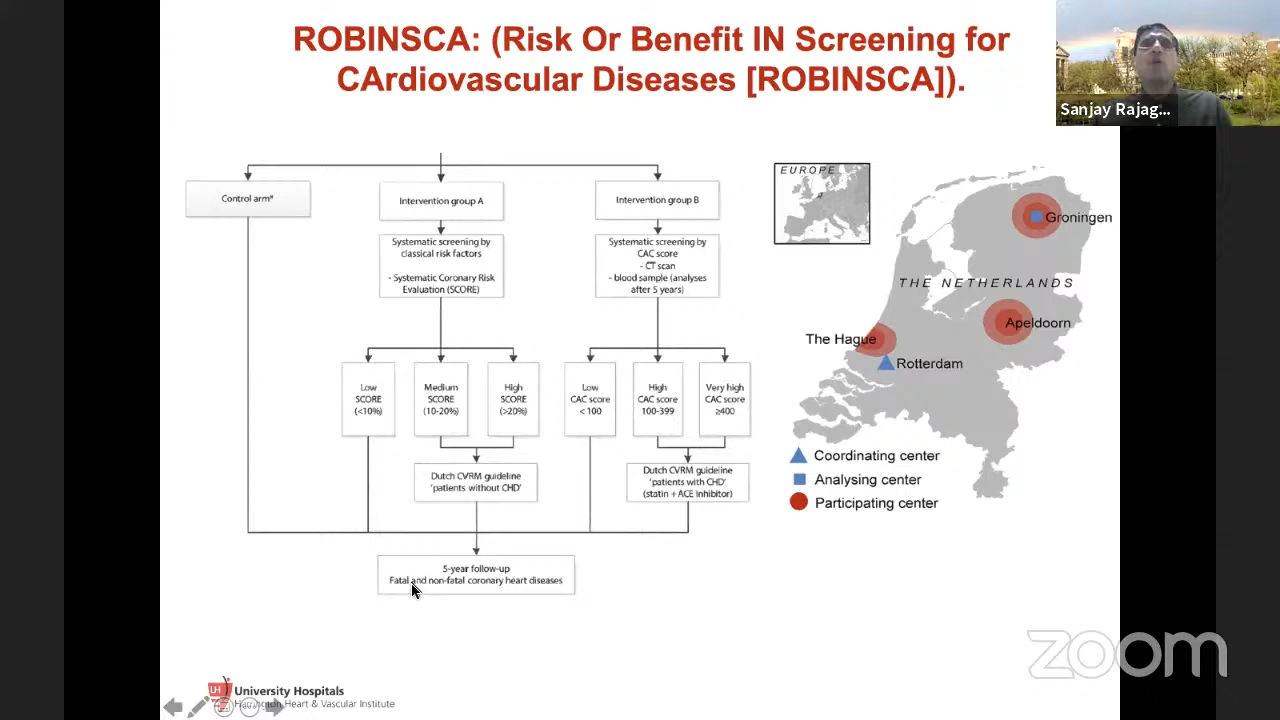 ROBINSCA: (Risk Or Benefit IN Screening for
CArdiovascular Diseases [ROBINSCA]).
Sanjay Rajag...
Control arm*
Intervention group A
Intervention group B
Systematic screening by
classical risk factors
- Systematic Coronary Risk
Evaluation (SCORE)
Systematic screening by
CAC score
- CT scan
- blood sample (analyses
after 5 years)
Low
SCORE
(<10%)
Medium
SCORE
(10-20%)
High
SCORE
(>20%)
Low
CAC score
< 100
High
CAC score
100-399
Very high
CAC score
≥400
Dutch CVRM guideline
'patients without CHD'
Dutch CVRM guideline
'patients with CHD'
(statin + ACE Inhibitor)
5-year follow-up
Fatal and non-fatal coronary heart diseases
EUROPE
Groningen
THE NETHERLANDS
Apeldoorn
The Hague
Rotterdam
Coordinating center
Analysing center
Participating center
zoom
UH
University Hospitals
Harrington Heart & Vascular Institute